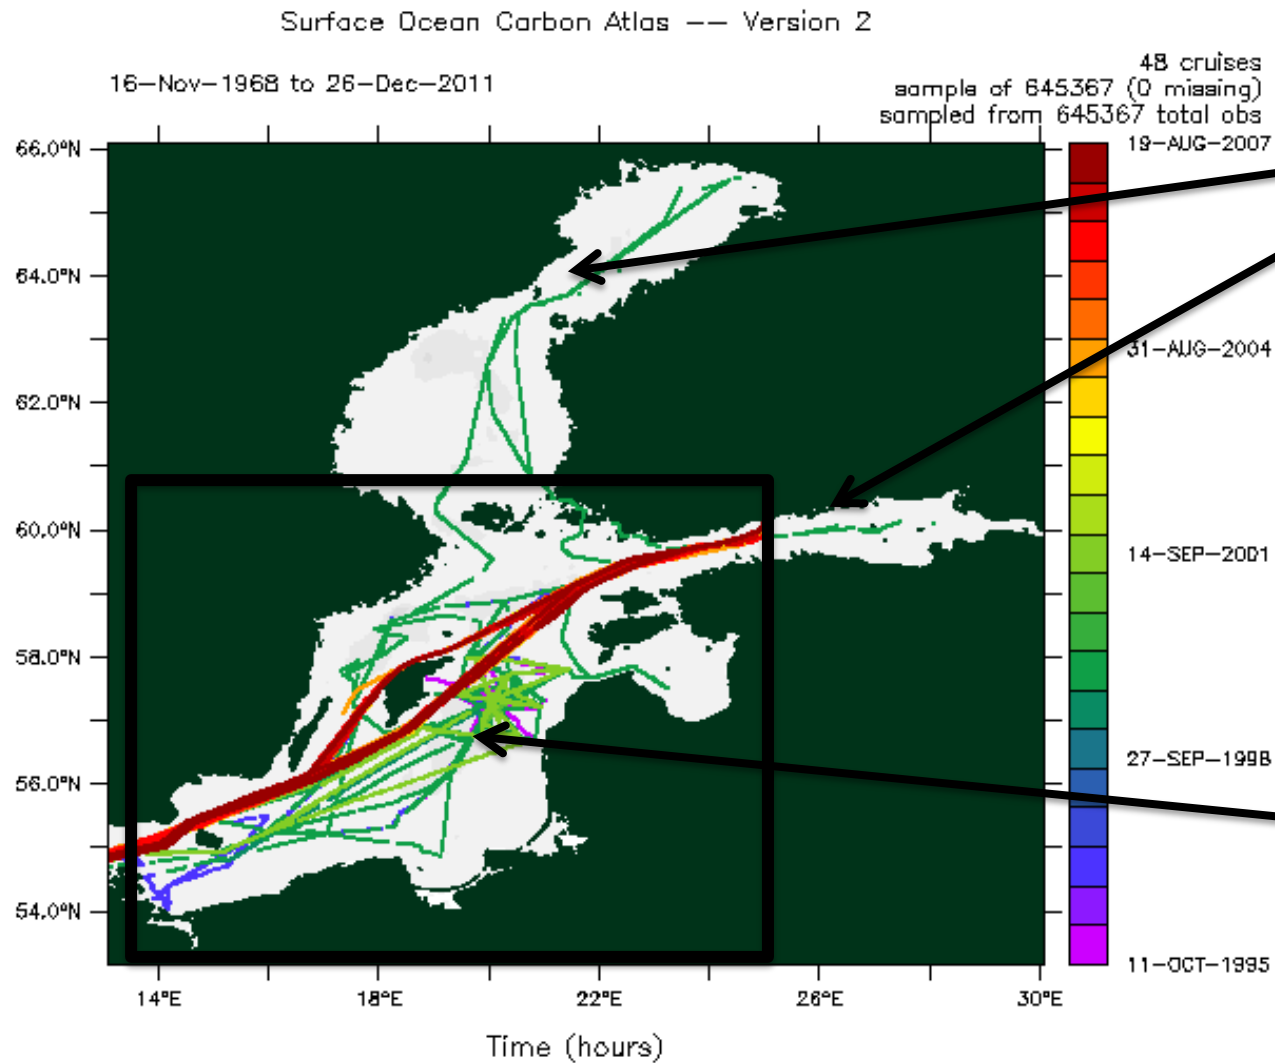 Surface Ocean Carbon Atlas -- Version 2
16-Nov-1968 to 26-Dec-2011
48 cruises
sample of 645367 (0 missing)
sampled from 645367 total obs
66.0°N
64.0°N
62.0°N
60.0°N
58.0°N
56.0°N
54.0°N
14°E
18°E
22°E
26°E
30°E
Time (hours)
19-AUG-2007
31-AUG-2004
14-SEP-2001
27-SEP-1998
11-OCT-1995